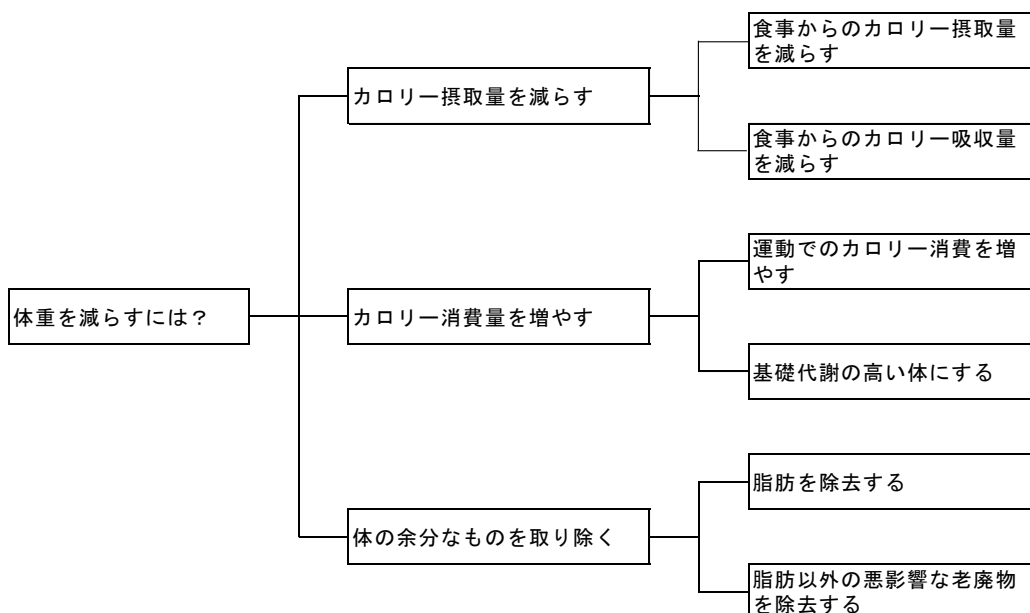 体重を減らすには？
カロリー摂取量を減らす
食事からのカロリー摂取量
を減らす
食事からのカロリー吸収量
を減らす
カロリー消費量を増やす
運動でのカロリー消費を増
やす
基礎代謝の高い体にする
体の余分なものを取り除く
脂肪を除去する
脂肪以外の悪影響な老廃物
を除去する